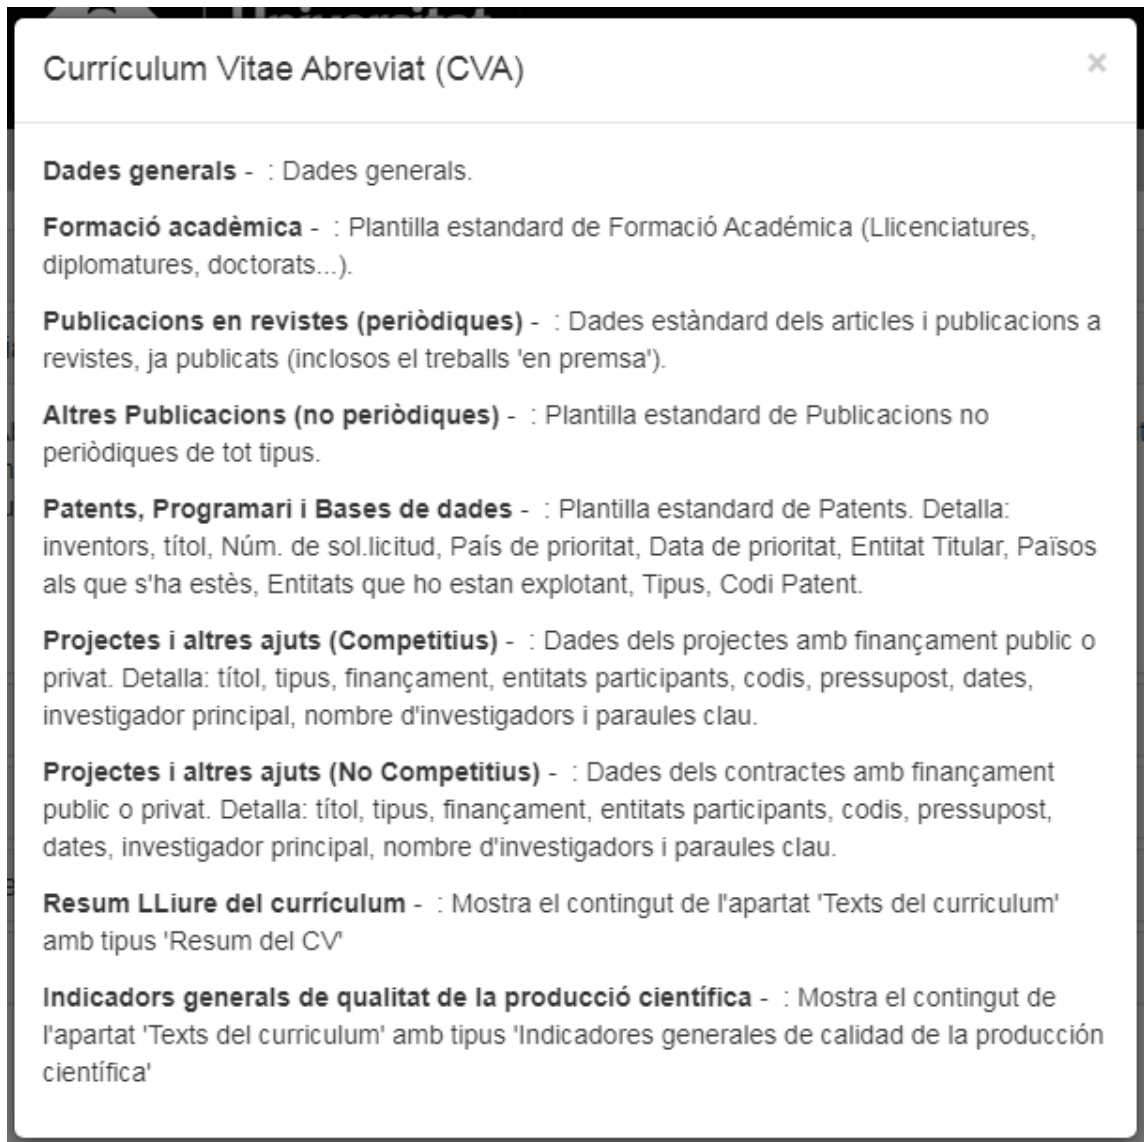 Currículum Vitae Abreviat (CVA)
×
Dades generals - : Dades generals.
Formació acadèmica - : Plantilla estandard de Formació Académica (Llicenciatures,
diplomatures, doctorats...).
Publicacions en revistes (periòdiques) - : Dades estàndard dels articles i publicacions a
revistes, ja publicats (inclosos el treballs 'en premsa').
Altres Publicacions (no periòdiques) - : Plantilla estandard de Publicacions no
periòdiques de tot tipus.
Patents, Programari i Bases de dades - : Plantilla estandard de Patents. Detalla:
inventors, títol, Núm. de sol.licitud, País de prioritat, Data de prioritat, Entitat Titular, Països
als que s'ha estès, Entitats que ho estan explotant, Tipus, Codi Patent.
Projectes i altres ajuts (Competitius) - : Dades dels projectes amb finançament public o
privat. Detalla: títol, tipus, finançament, entitats participants, codis, pressupost, dates,
investigador principal, nombre d'investigadors i paraules clau.
Projectes i altres ajuts (No Competitius) - : Dades dels contractes amb finançament
public o privat. Detalla: títol, tipus, finançament, entitats participants, codis, pressupost,
dates, investigador principal, nombre d'investigadors i paraules clau.
Resum LLiure del currículum - : Mostra el contingut de l'apartat 'Texts del curriculum'
amb tipus 'Resum del CV'
Indicadors generals de qualitat de la producció científica - : Mostra el contingut de
l'apartat 'Texts del curriculum' amb tipus 'Indicadores generales de calidad de la producción
científica'